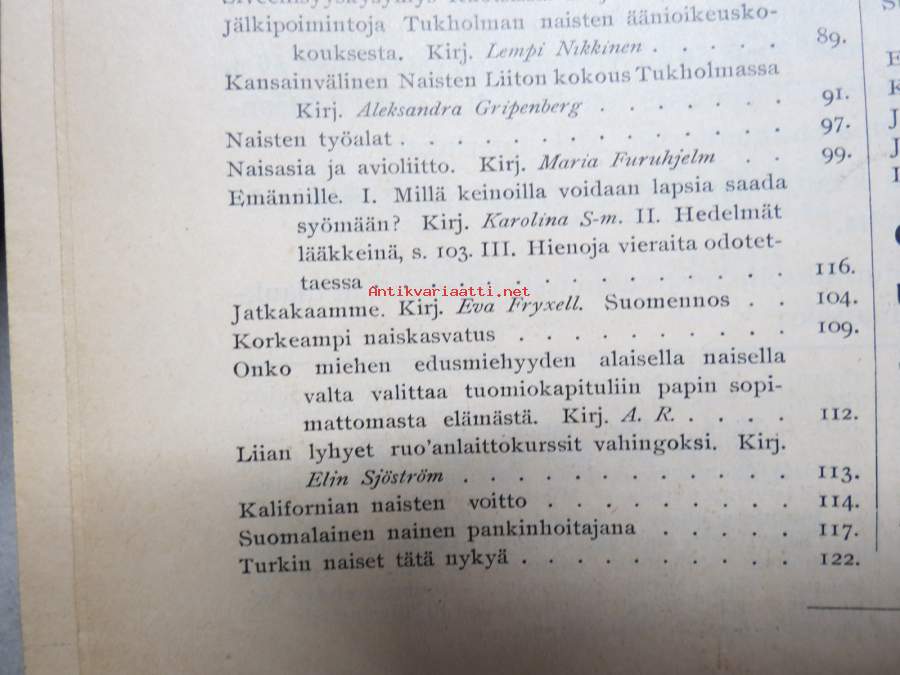 Jälkipoimintoja Tukholman naisten äänioikeusko-
kouksesta. Kirj. Lempi Nikkinen . . . . . 89.
Kansainvälinen Naisten Liiton kokous Tukholmassa
Kirj. Aleksandra Gripenberg . . . . . . . 91.
Naisten työalat . . . . . . . . . . . . . . 97.
Naisasia ja avioliitto. Kirj. Maria Furuhjelm . . 99.
Emännille. I. Millä keinoilla voidaan lapsia saada
syömään? Kirj. Karolina S-m. II. Hedelmät
lääkkeinä, s. 103. III. Hienoja vieraita odotet-
taessa . . . . . . . . . . . . . . . 116.
Antikvariaatti.net
Jatkakaamme. Kirj. Eva Fryxell. Suomennos . . 104.
Korkeampi naiskasvatus . . . . . . . . . . 109.
Onko miehen edusmiehyyden alaisella naisella
valta valittaa tuomiokapituliin papin sopi-
mattomasta elämästä. Kirj. A. R. . . . . 112.
Liian lyhyet ruo'anlaittokurssit vahingoksi. Kirj.
Elin Sjöström . . . . . . . . . . . 113.
Kalifornian naisten voitto . . . . . . . . . 114.
Suomalainen nainen pankinhoitajana . . . . . 117.
Turkin naiset tätä nykyä . . . . . . . . . . 122.